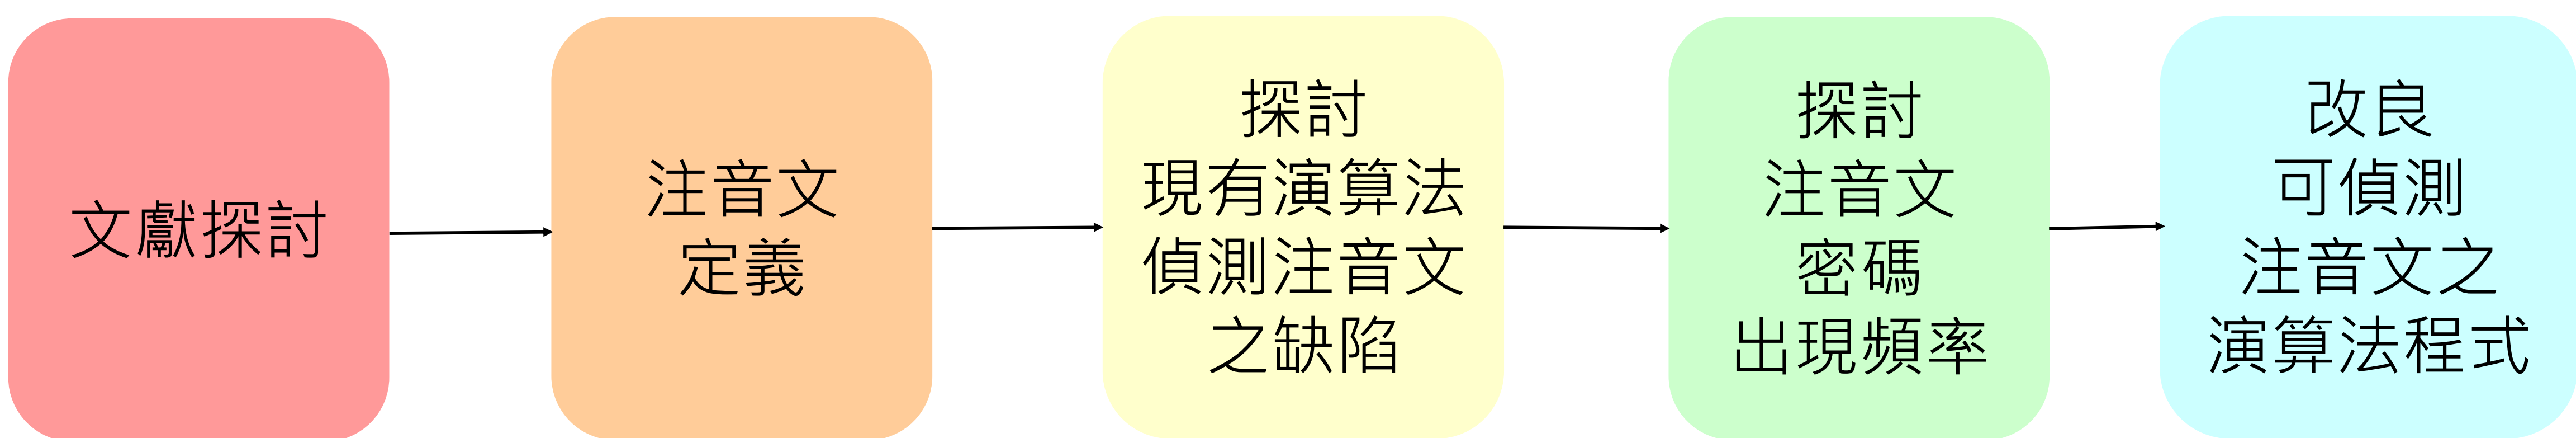 文獻探討
注音文
定義
探討
現有演算法
偵測注音文
之缺陷
探討
注音文
密碼
出現頻率
改良
可偵測
注音文之
演算法程式